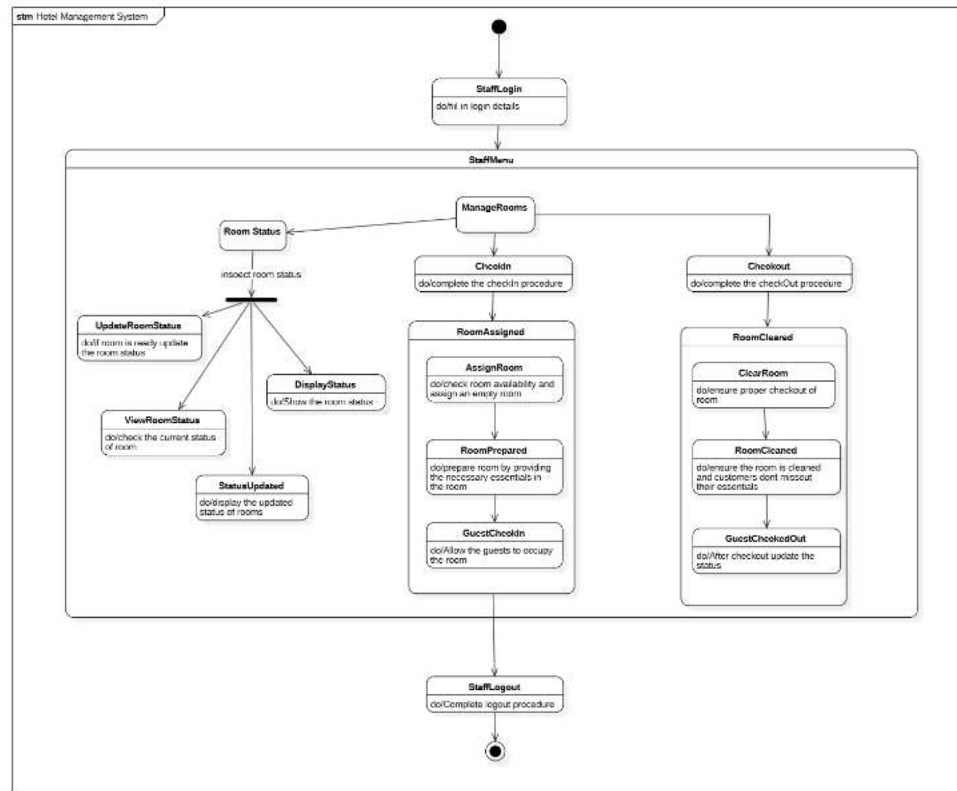 stm Hotel Management System
StaffLogin
do/fill in login details
StaffMenu
ManageRooms
Room Status
insoect room status
CheckIn
do/complete the checkIn procedure
Checkout
do/complete the checkOut procedure
UpdateRoomStatus
do/if room is ready update
the room status
DisplayStatus
do/Show the room status
ViewRoomStatus
do/check the current status
of room
StatusUpdated
do/display the updated
status of rooms
RoomAssigned
AssignRoom
do/check room availability and
assign an empty room
RoomPrepared
do/prepare room by providing
the necessary essentials in
the room
GuestCheckIn
do/Allow the guests to occupy
the room
RoomCleared
ClearRoom
do/ensure proper checkout of
room
RoomCleaned
do/ensure the room is cleaned
and customers dont missout
their essentials
GuestCheckedOut
do/After checkout update the
status
StaffLogout
do/Complete logout procedure